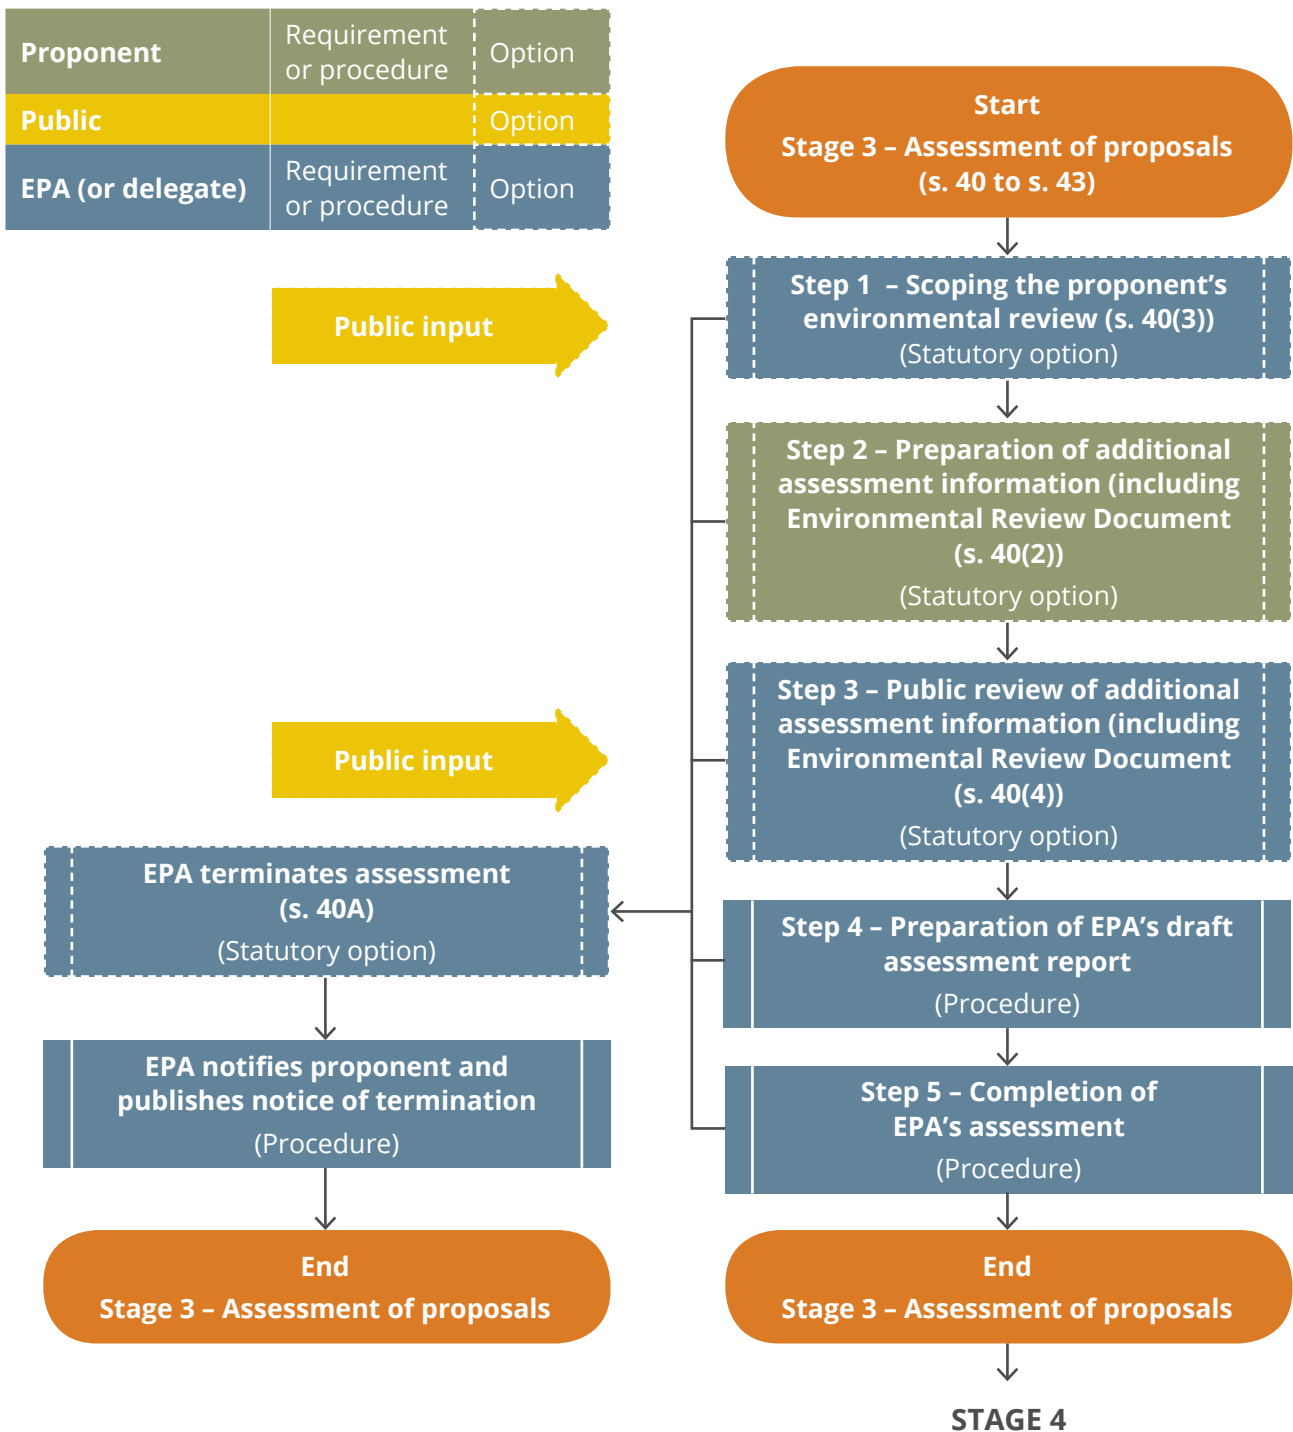 Proponent
Requirement
or procedure
Option
Public
Option
EPA (or delegate)
Requirement
or procedure
Option
Start
Stage 3 – Assessment of proposals
(s. 40 to s. 43)
Public input
Step 1 – Scoping the proponent’s
environmental review (s. 40(3))
(Statutory option)
Step 2 – Preparation of additional
assessment information (including
Environmental Review Document
(s. 40(2))
(Statutory option)
Public input
Step 3 – Public review of additional
assessment information (including
Environmental Review Document
(s. 40(4))
(Statutory option)
EPA terminates assessment
(s. 40A)
(Statutory option)
Step 4 – Preparation of EPA’s draft
assessment report
(Procedure)
EPA notifies proponent and
publishes notice of termination
(Procedure)
Step 5 – Completion of
EPA’s assessment
(Procedure)
End
Stage 3 – Assessment of proposals
End
Stage 3 – Assessment of proposals
STAGE 4